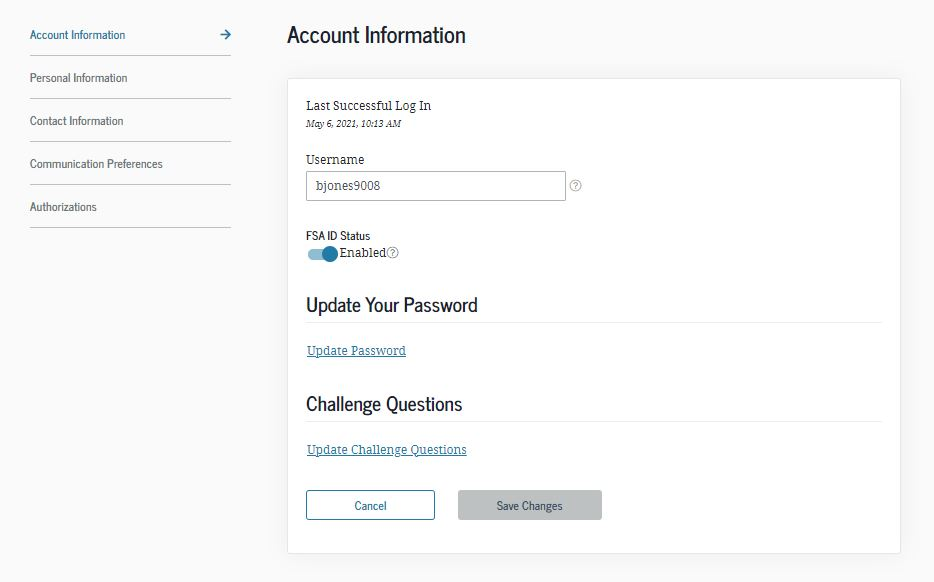 Account Information
Personal Information
Contact Information
Communication Preferences
Authorizations
Account Information
Last Successful Log In
May 6, 2021, 10:13 AM
Username
bjones9008
?
FSA ID Status
Enabled ?
Update Your Password
Update Password
Challenge Questions
Update Challenge Questions
Cancel
Save Changes